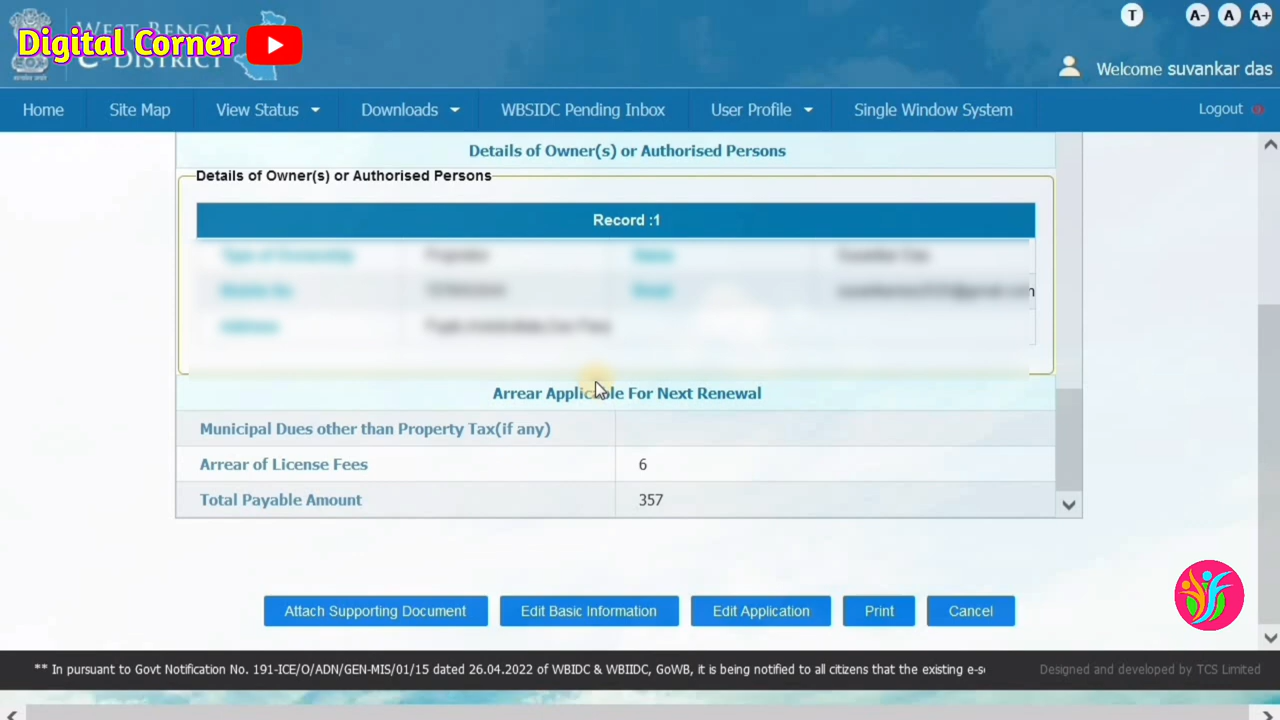 WEST BENGAL
E-DISTRICT
Digital Corner
T A- A A+
Welcome suvankar das
Home Site Map View Status Downloads WBSIDC Pending Inbox User Profile Single Window System Logout
Details of Owner(s) or Authorised Persons
Details of Owner(s) or Authorised Persons
Record :1
Arrear Applicable For Next Renewal
Municipal Dues other than Property Tax(if any)
Arrear of License Fees 6
Total Payable Amount 357
Attach Supporting Document Edit Basic Information Edit Application Print Cancel
** In pursuant to Govt Notification No. 191-ICE/O/ADN/GEN-MIS/01/15 dated 26.04.2022 of WBIDC & WBIIDC, GoWB, it is being notified to all citizens that the existing e-se Designed and developed by TCS Limited